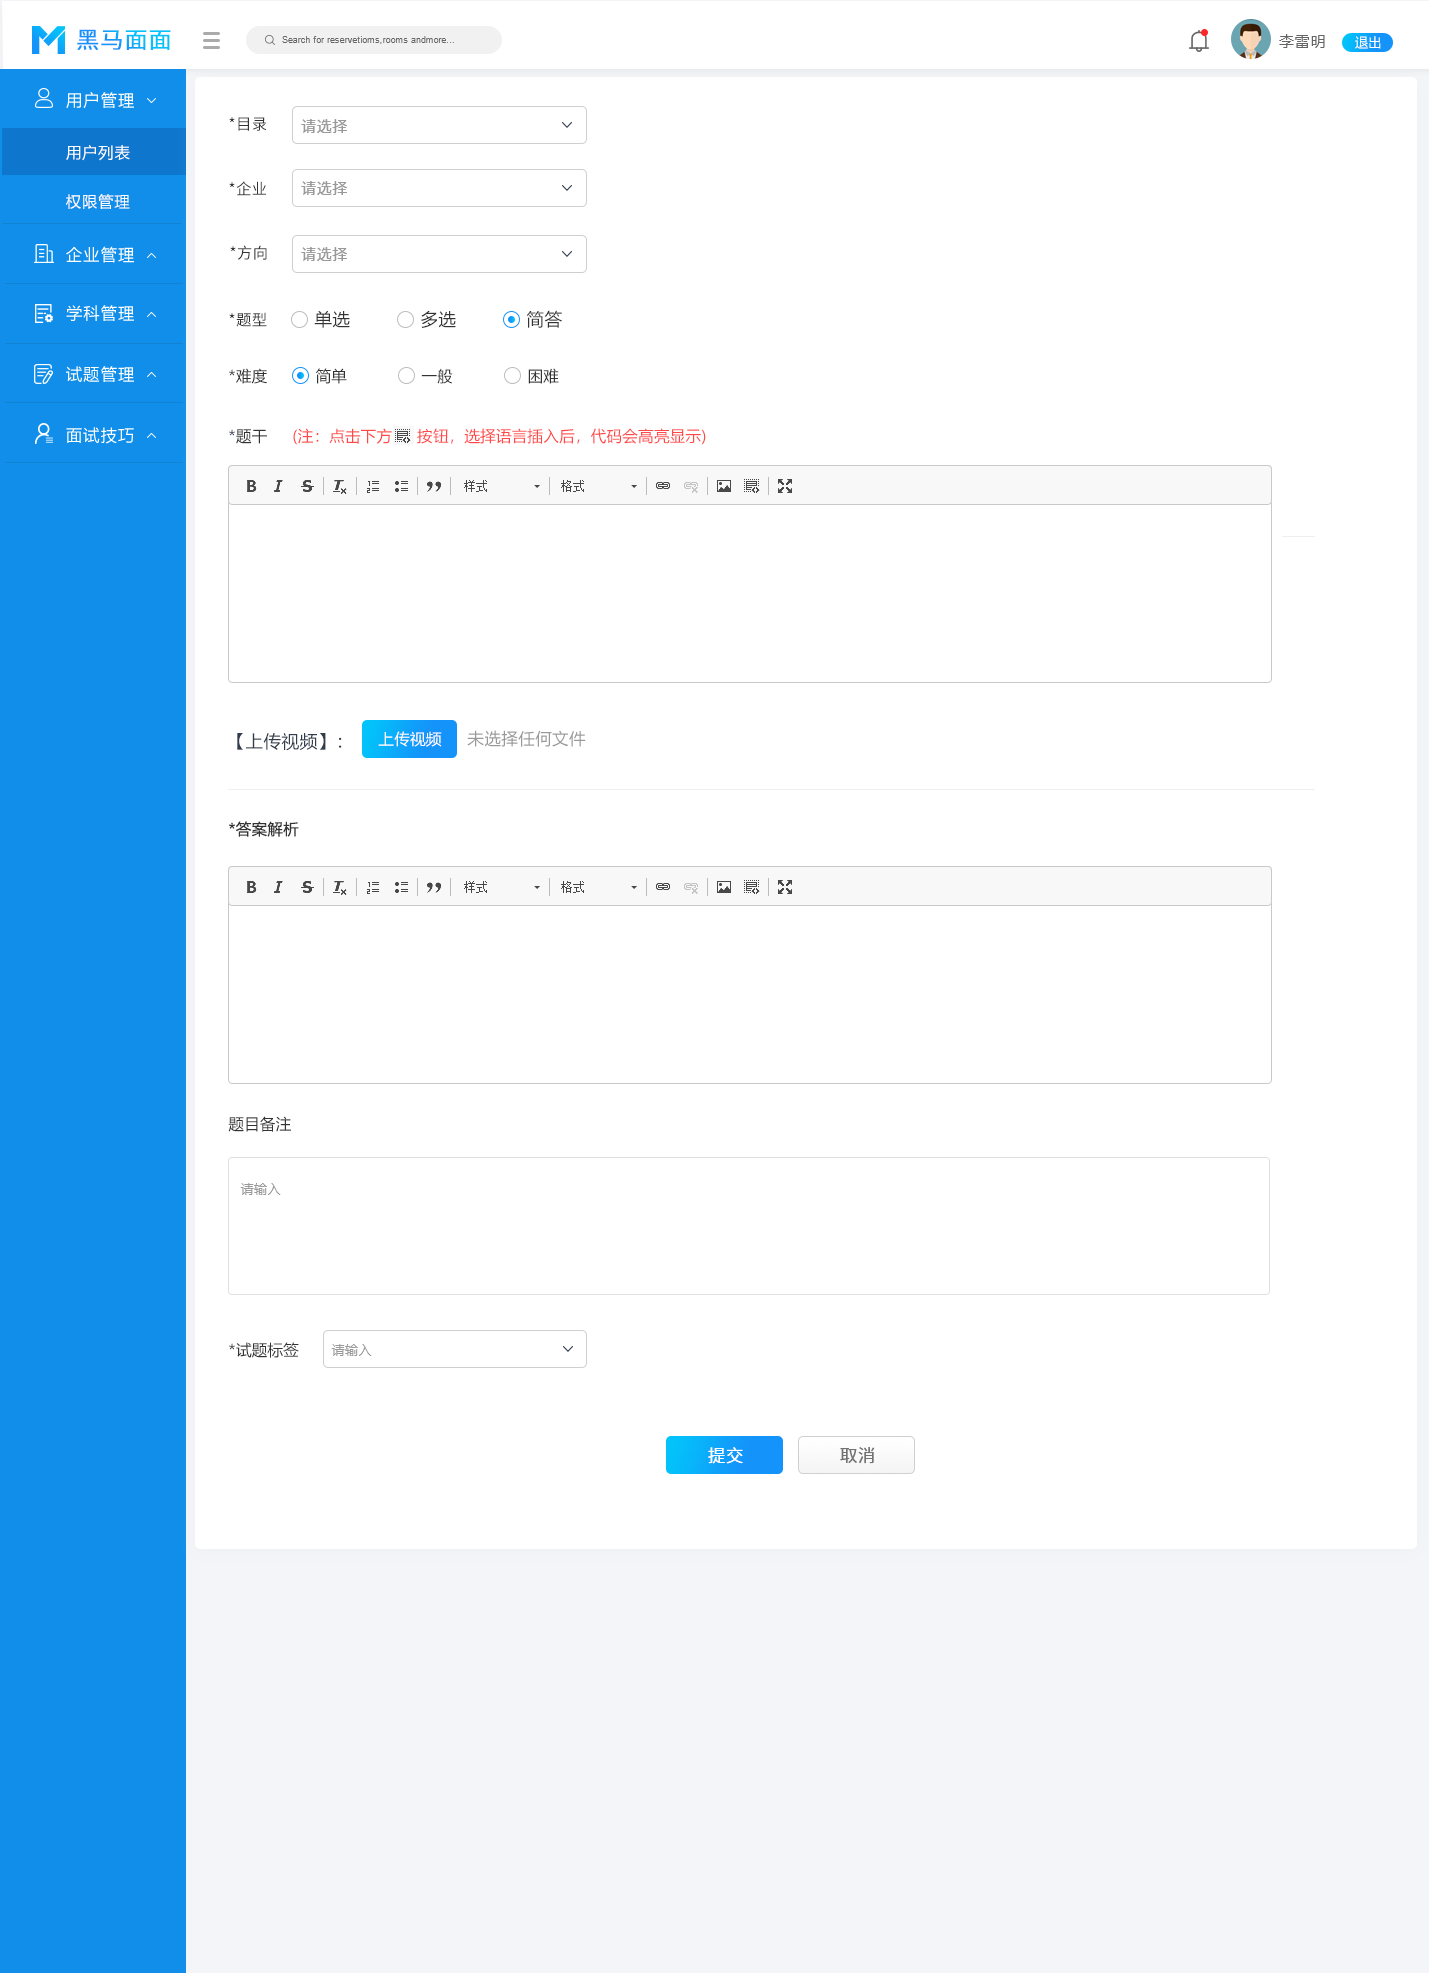 黑马面面
Search for reservetioms,rooms andmore...
李雷明
退出
用户管理
用户列表
权限管理
企业管理
学科管理
试题管理
面试技巧
*目录 请选择
*企业 请选择
*方向 请选择
*题型 单选 多选 简答
*难度 简单 一般 困难
*题干 (注：点击下方 按钮，选择语言插入后，代码会高亮显示)
B I S Tx 样式 格式
【上传视频】： 上传视频 未选择任何文件
*答案解析
B I S Tx 样式 格式
题目备注
请输入
*试题标签 请输入
提交 取消